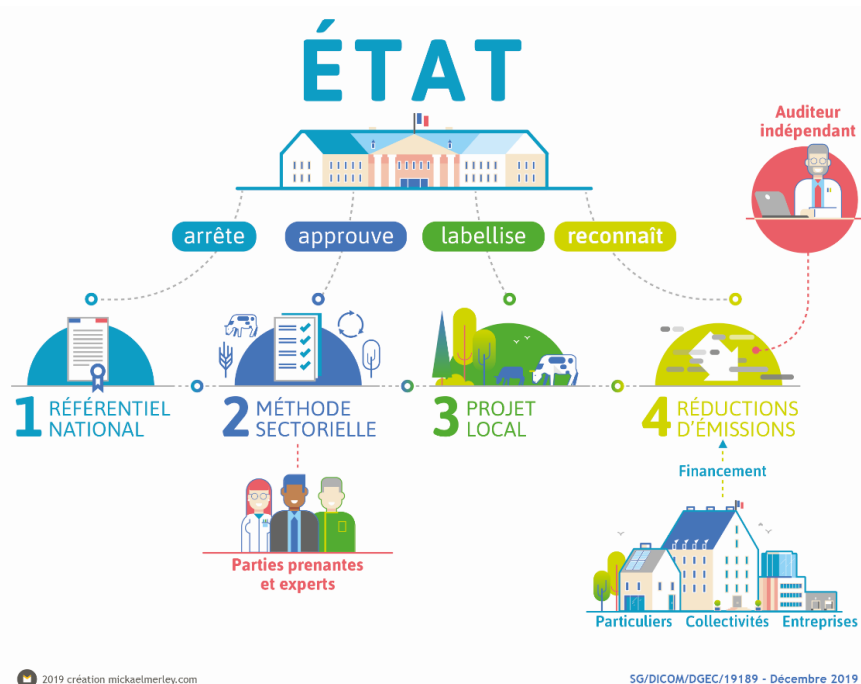 ÉTAT
Auditeur
indépendant
arrête
approuve
labellise
reconnaît
1 RÉFÉRENTIEL
NATIONAL
2 MÉTHODE
SECTORIELLE
3 PROJET
LOCAL
4 RÉDUCTIONS
D'ÉMISSIONS
Financement
Parties prenantes
et experts
Particuliers
Collectivités
Entreprises
2019 création mickaelmerley.com
SG/DICOM/DGEC/19189 - Décembre 2019